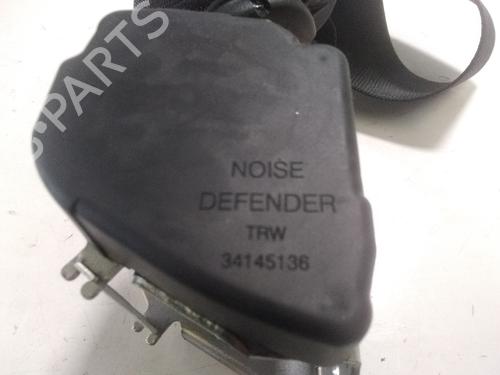 B-PARTS
NOISE
DEFENDER
TRW
34145136